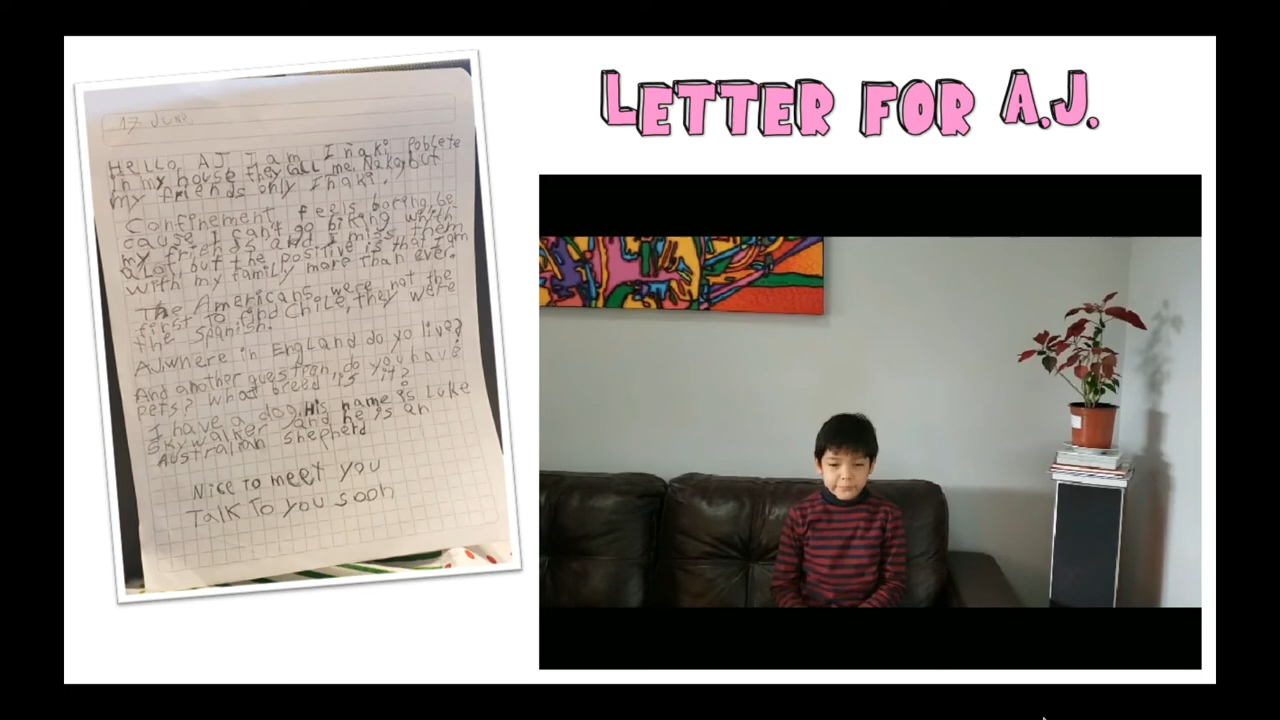 LETTER FOR A.J.
17 June
Hello, AJ I am Inaki Poblete
in my house they call me, Nako, but
my friends only Inaki.
Confinement feels boring, be
cause I can't go biking whith
my friends and I miss them
a lot, but the positive is that I am
with my family more than ever.
The Americans were not the
first to find Chile, they were
the Spanish.
AJ,where in England do yo live?
And another questran, do you have
pets? what breed is it?
I have a dog. His name is Luke
Skywalker and he is an
Australian shepherd
Nice to meet you
Talk to you soon